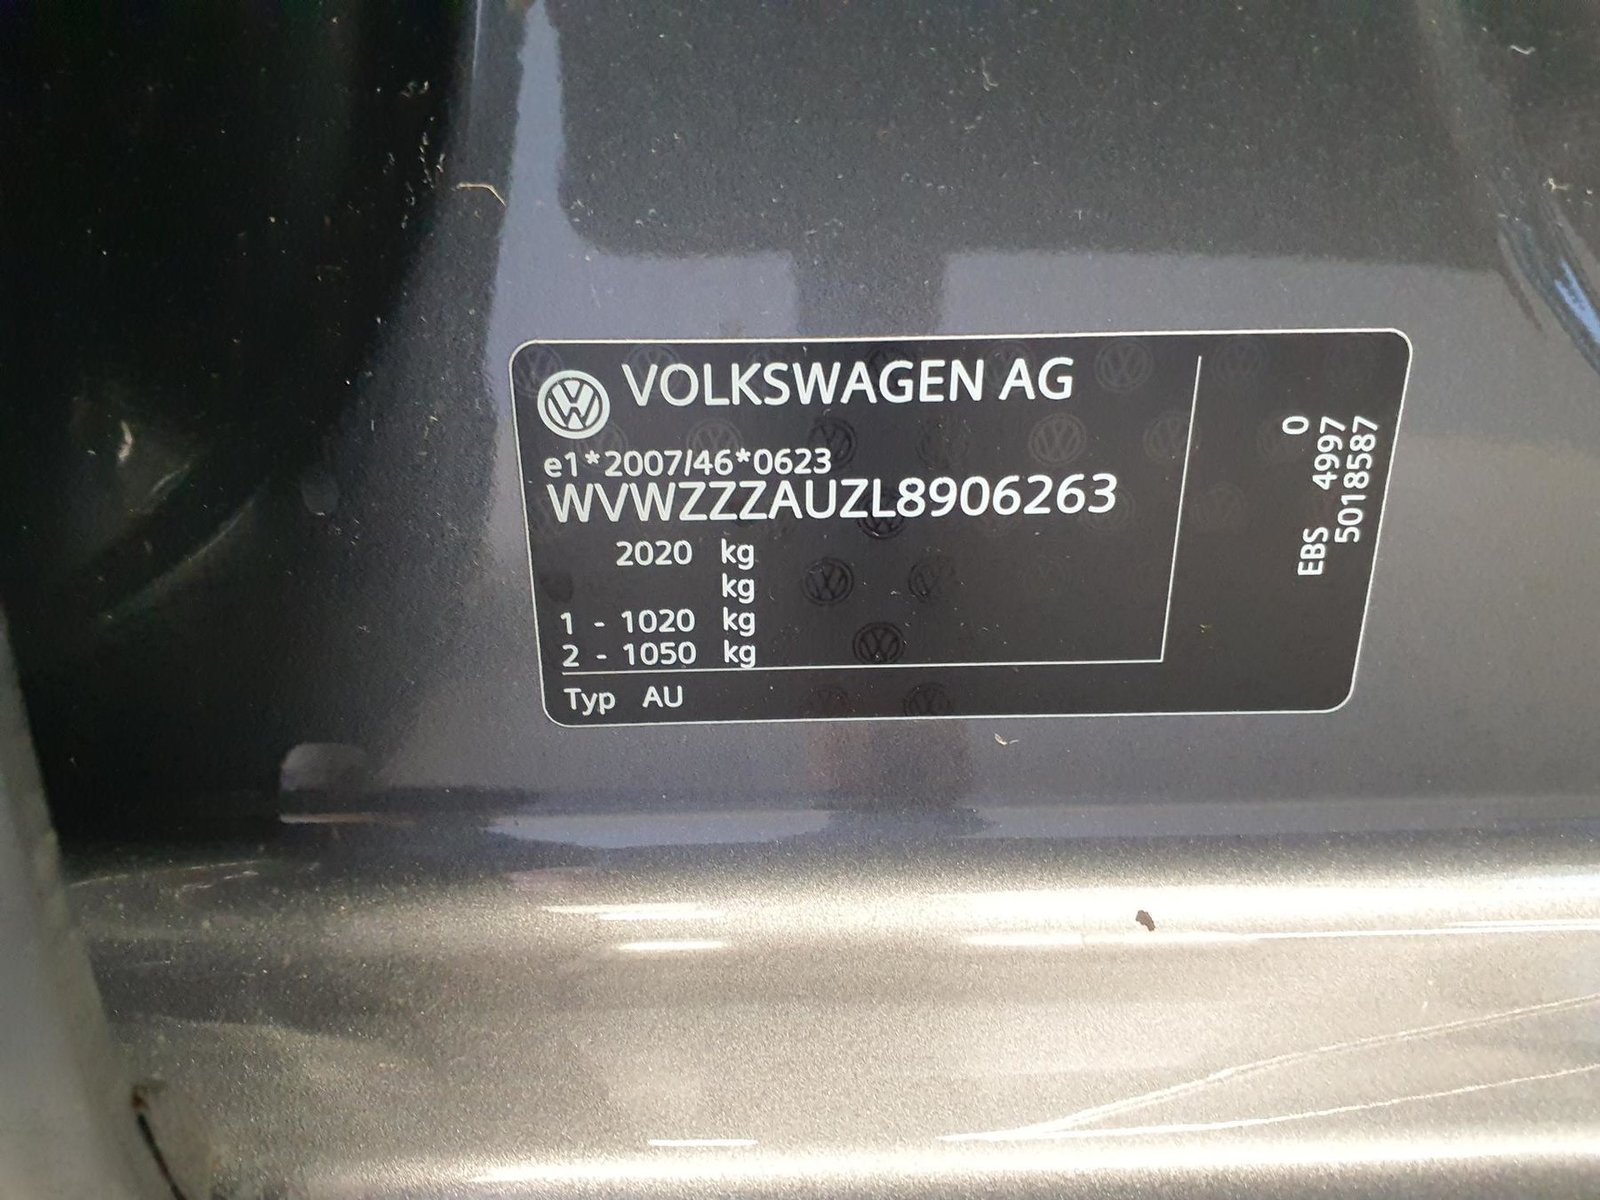 VOLKSWAGEN AG
e1*2007/46*0623
WVWZZZAUZL8906263
2020 kg
kg
1 - 1020 kg
2 - 1050 kg
Typ AU
0
EBS 4997
5018587